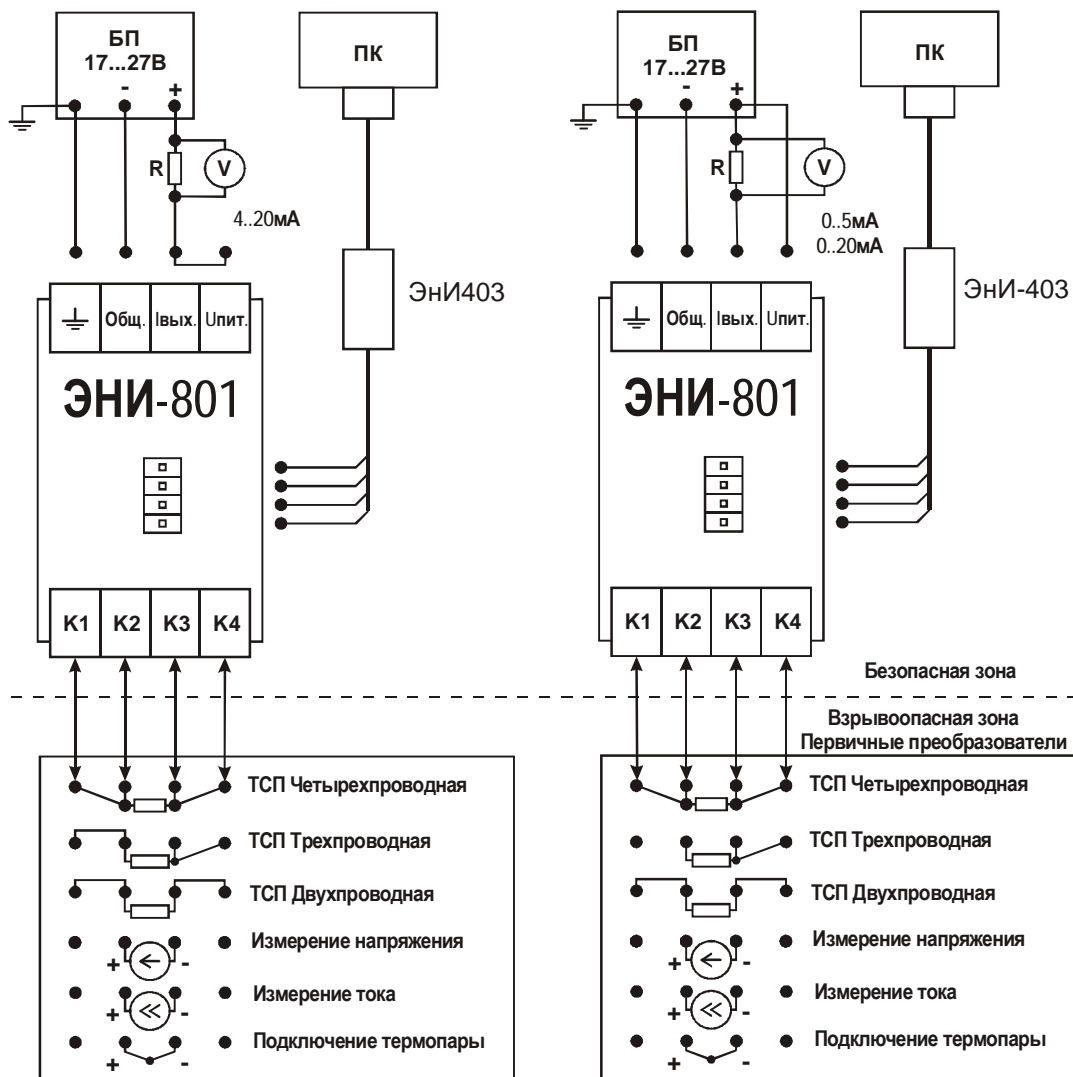 БП
17...27В
- +
R
V
4..20мА
ПК
ЭнИ403
Общ. Iвых. Uпит.
ЭНИ-801
K1 K2 K3 K4
ТСП Четырехпроводная
ТСП Трехпроводная
ТСП Двухпроводная
Измерение напряжения
+ -
Измерение тока
+ -
Подключение термопары
+ -
БП
17...27В
- +
R
V
0..5мА
0..20мА
ПК
ЭнИ-403
Общ. Iвых. Uпит.
ЭНИ-801
K1 K2 K3 K4
Безопасная зона
Взрывоопасная зона
Первичные преобразователи
ТСП Четырехпроводная
ТСП Трехпроводная
ТСП Двухпроводная
Измерение напряжения
+ -
Измерение тока
+ -
Подключение термопары
+ -